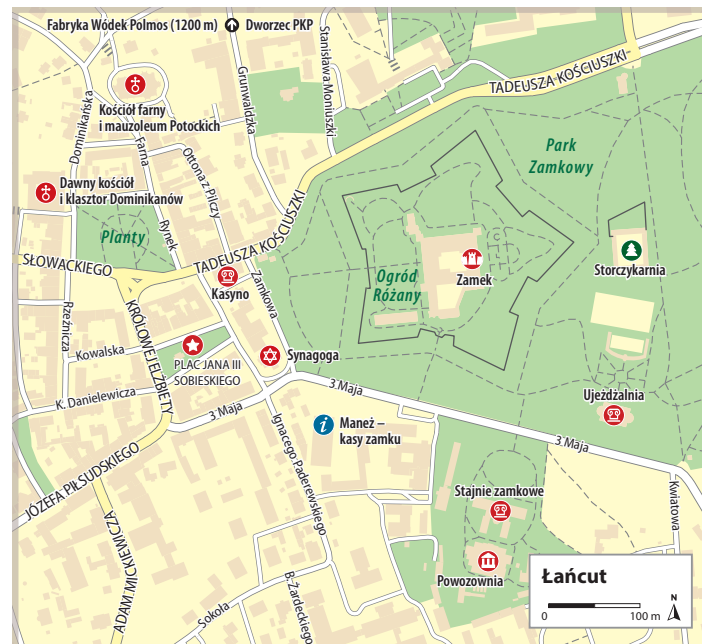 Fabryka Wódek Polmos (1200 m) Dworzec PKP
Stanisława Moniuszki
TADEUSZA KOŚCIUSZKI
Grunwaldzka
Kościół farny
i mauzoleum Potockich
Dominikańska
Farna
Ottona z Pilczy
Park
Zamkowy
Dawny kościół
i klasztor Dominikanów
Rynek
Planty
TADEUSZA KOŚCIUSZKI
SŁOWACKIEGO
Zamkowa
Kasyno
Ogród
Różany
Zamek
Storczykarnia
Rzeźnicza
KRÓLOWEJ ELŻBIETY
Kowalska
PLAC JANA III
SOBIESKIEGO
Synagoga
3 Maja
K. Danielewicza
3 Maja
Ujeżdżalnia
Ignacego Paderewskiego
i
Maneż –
kasy zamku
3 Maja
JÓZEFA PIŁSUDSKIEGO
ADAM MICKIEWICZA
Stajnie zamkowe
Kwiatowa
Powozownia
Sokoła
B. Żardeckiego
Łańcut
N
0 100 m